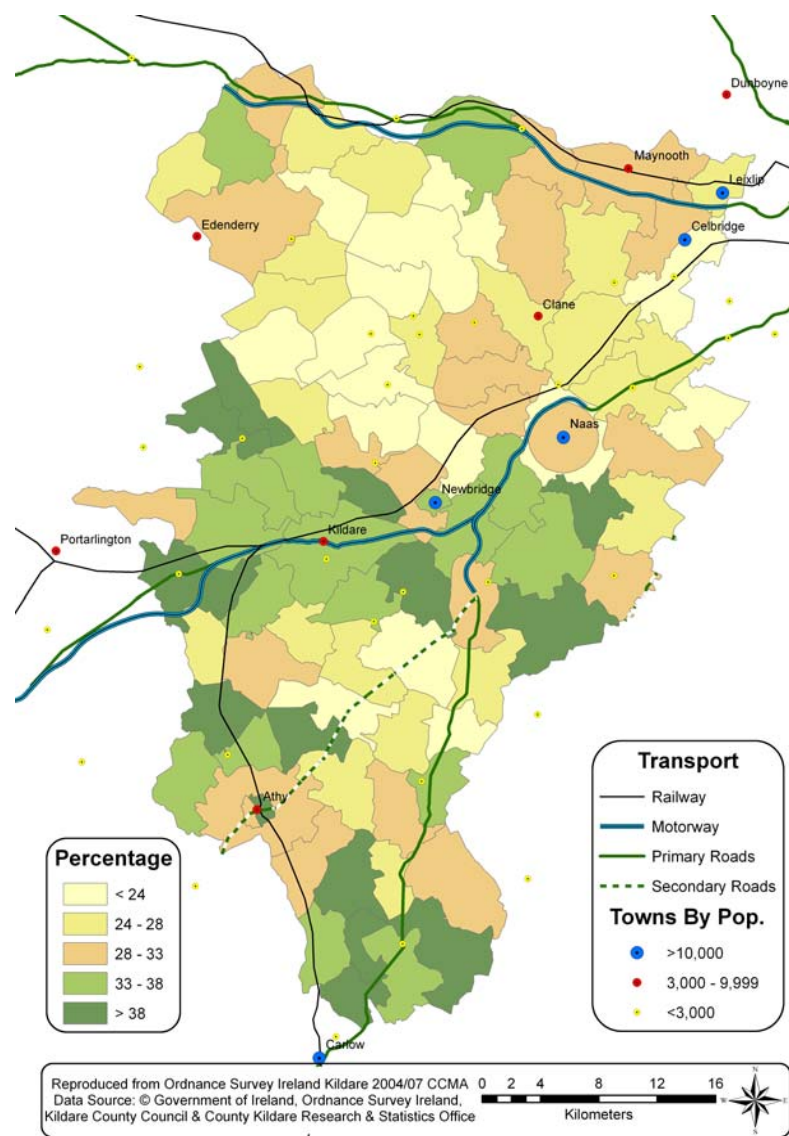 Dunboyne
Maynooth
Leixlip
Edenderry
Celbridge
Clane
Naas
Newbridge
Kildare
Portarlington
Athy
Carlow
Transport
Railway
Motorway
Primary Roads
Secondary Roads
Towns By Pop.
>10,000
3,000 - 9,999
<3,000
Percentage
< 24
24 - 28
28 - 33
33 - 38
> 38
Reproduced from Ordnance Survey Ireland Kildare 2004/07 CCMA
Data Source: © Government of Ireland, Ordnance Survey Ireland,
Kildare County Council & County Kildare Research & Statistics Office
0 2 4 8 12 16
Kilometers
N
W E
S